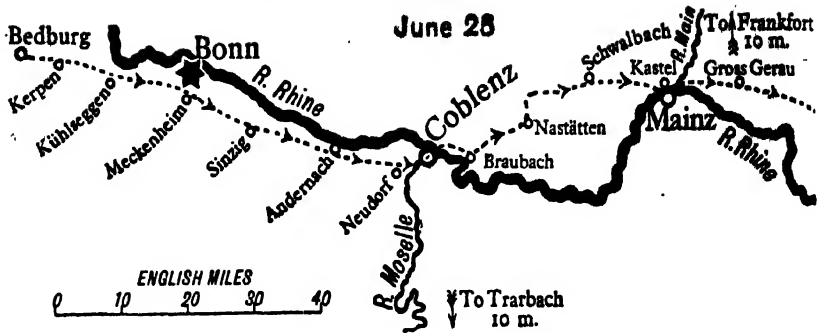 June 28
Bedburg
Kerpen
Kühlseggen
Bonn
Meckenheim
Sinzig
R. Rhine
Andernach
Neudorf
Coblenz
Braubach
Nastätten
Schwalbach
R. Main
To Frankfort
10 m.
Kastel
Gross Gerau
Mainz
R. Rhine
R. Moselle
To Trarbach
10 m.
ENGLISH MILES
0 10 20 30 40